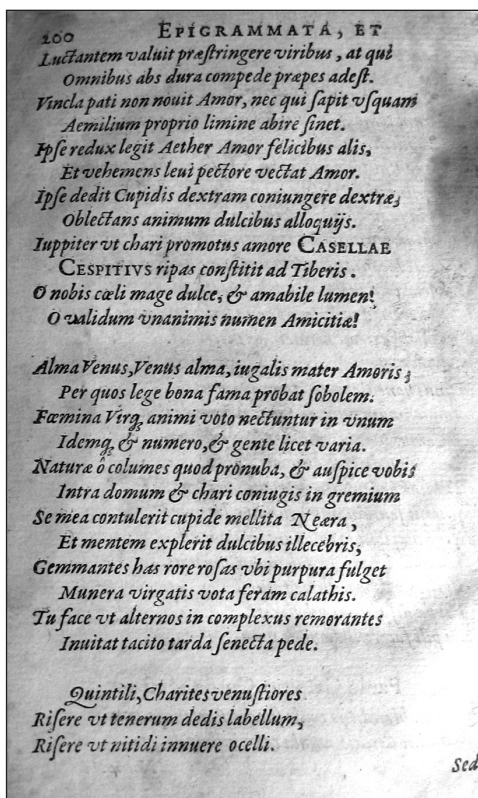 200 EPIGRAMMATA, ET
Luctantem valuit præſtringere viribus, at quî
Omnibus abs dura compede præpes adeſt.
Vincla pati non nouit Amor, nec qui ſapit vſquam
Aemilium proprio limine abire ſinet.
Ipſe redux legit Aether Amor felicibus alis,
Et vehemens leui pectore vectat Amor.
Ipſe dedit Cupidis dextram coniungere dextræ,
Oblectans animum dulcibus alloquijs.
Iuppiter vt chari promotus amore CASELLAE
CESPITIVS ripas conſtitit ad Tiberis.
O nobis cœli mage dulce, & amabile lumen!
O validum vnanimis numen Amicitiæ!
Alma Venus, Venus alma, iugalis mater Amoris;
Per quos lege bona fama probat ſobolem.
Fœmina Virq; animi voto nectuntur in vnum
Idemq; & numero, & gente licet varia.
Naturæ ô columes quod pronuba, & auſpice vobis
Intra domum & chari coniugis in gremium
Se mea contulerit cupide mellita Neæra,
Et mentem explerit dulcibus illecebris,
Gemmantes has rore roſas vbi purpura fulget
Munera virgatis vota feram calathis.
Tu face vt alternos in complexus remorantes
Inuitat tacito tarda ſenecta pede.
Quintili, Charites venuſtiores
Riſere vt tenerum dedis labellum,
Riſere vt nitidi innuere ocelli.
Sed